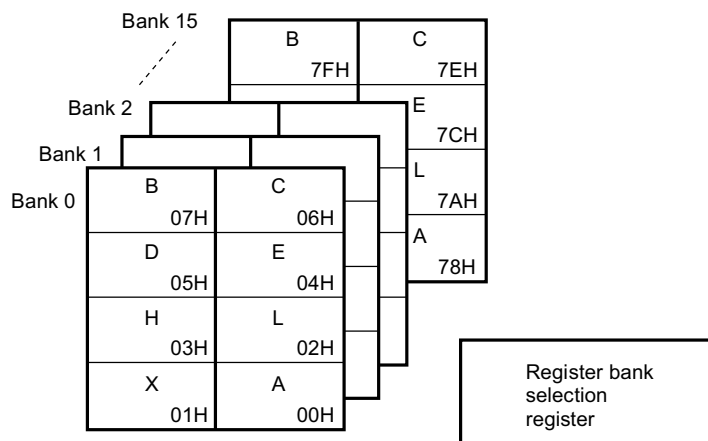 Bank 15
B C
7FH 7EH
Bank 2
E
7CH
Bank 1
L
7AH
Bank 0
B C
07H 06H
A
78H
D E
05H 04H
H L
03H 02H
X A
01H 00H
Register bank
selection
register